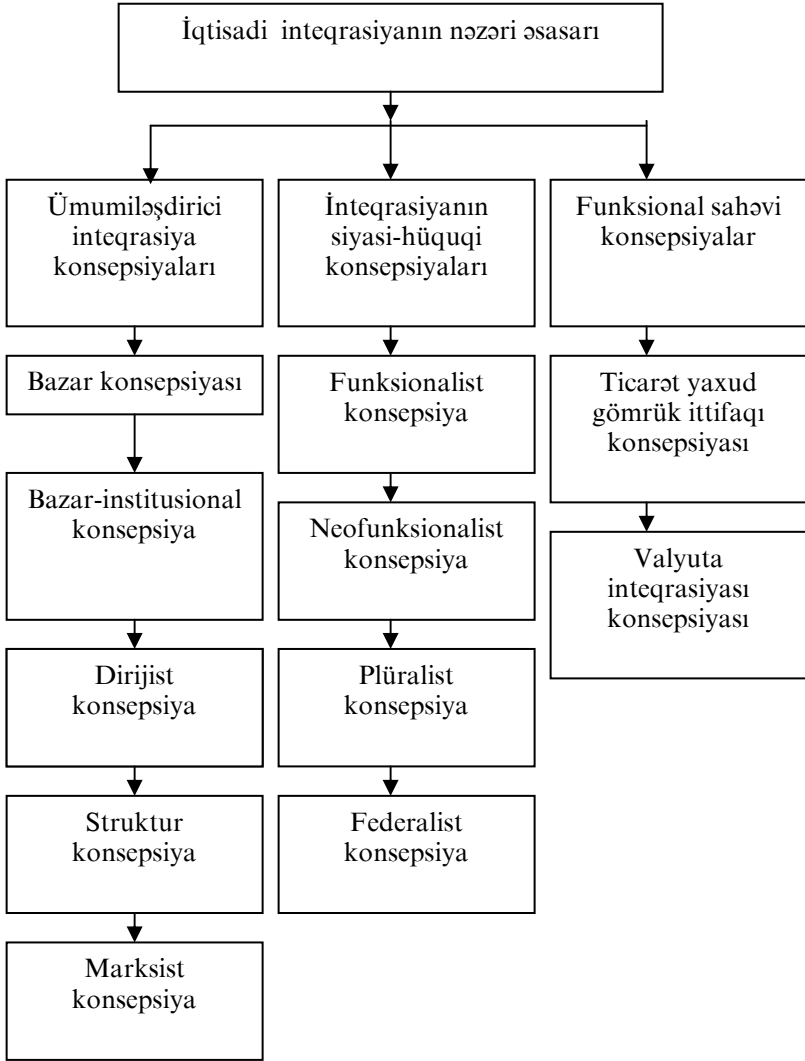 İqtisadi inteqrasiyanın nəzəri əsasarı
Ümumiləşdirici
inteqrasiya
konsepsiyaları
Bazar konsepsiyası
Bazar-institusional
konsepsiya
Dirijist
konsepsiya
Struktur
konsepsiya
Marksist
konsepsiya
İnteqrasiyanın
siyasi-hüquqi
konsepsiyaları
Funksionalist
konsepsiya
Neofunksionalist
konsepsiya
Plüralist
konsepsiya
Federalist
konsepsiya
Funksional sahəvi
konsepsiyalar
Ticarət yaxud
gömrük ittifaqı
konsepsiyası
Valyuta
inteqrasiyası
konsepsiyası